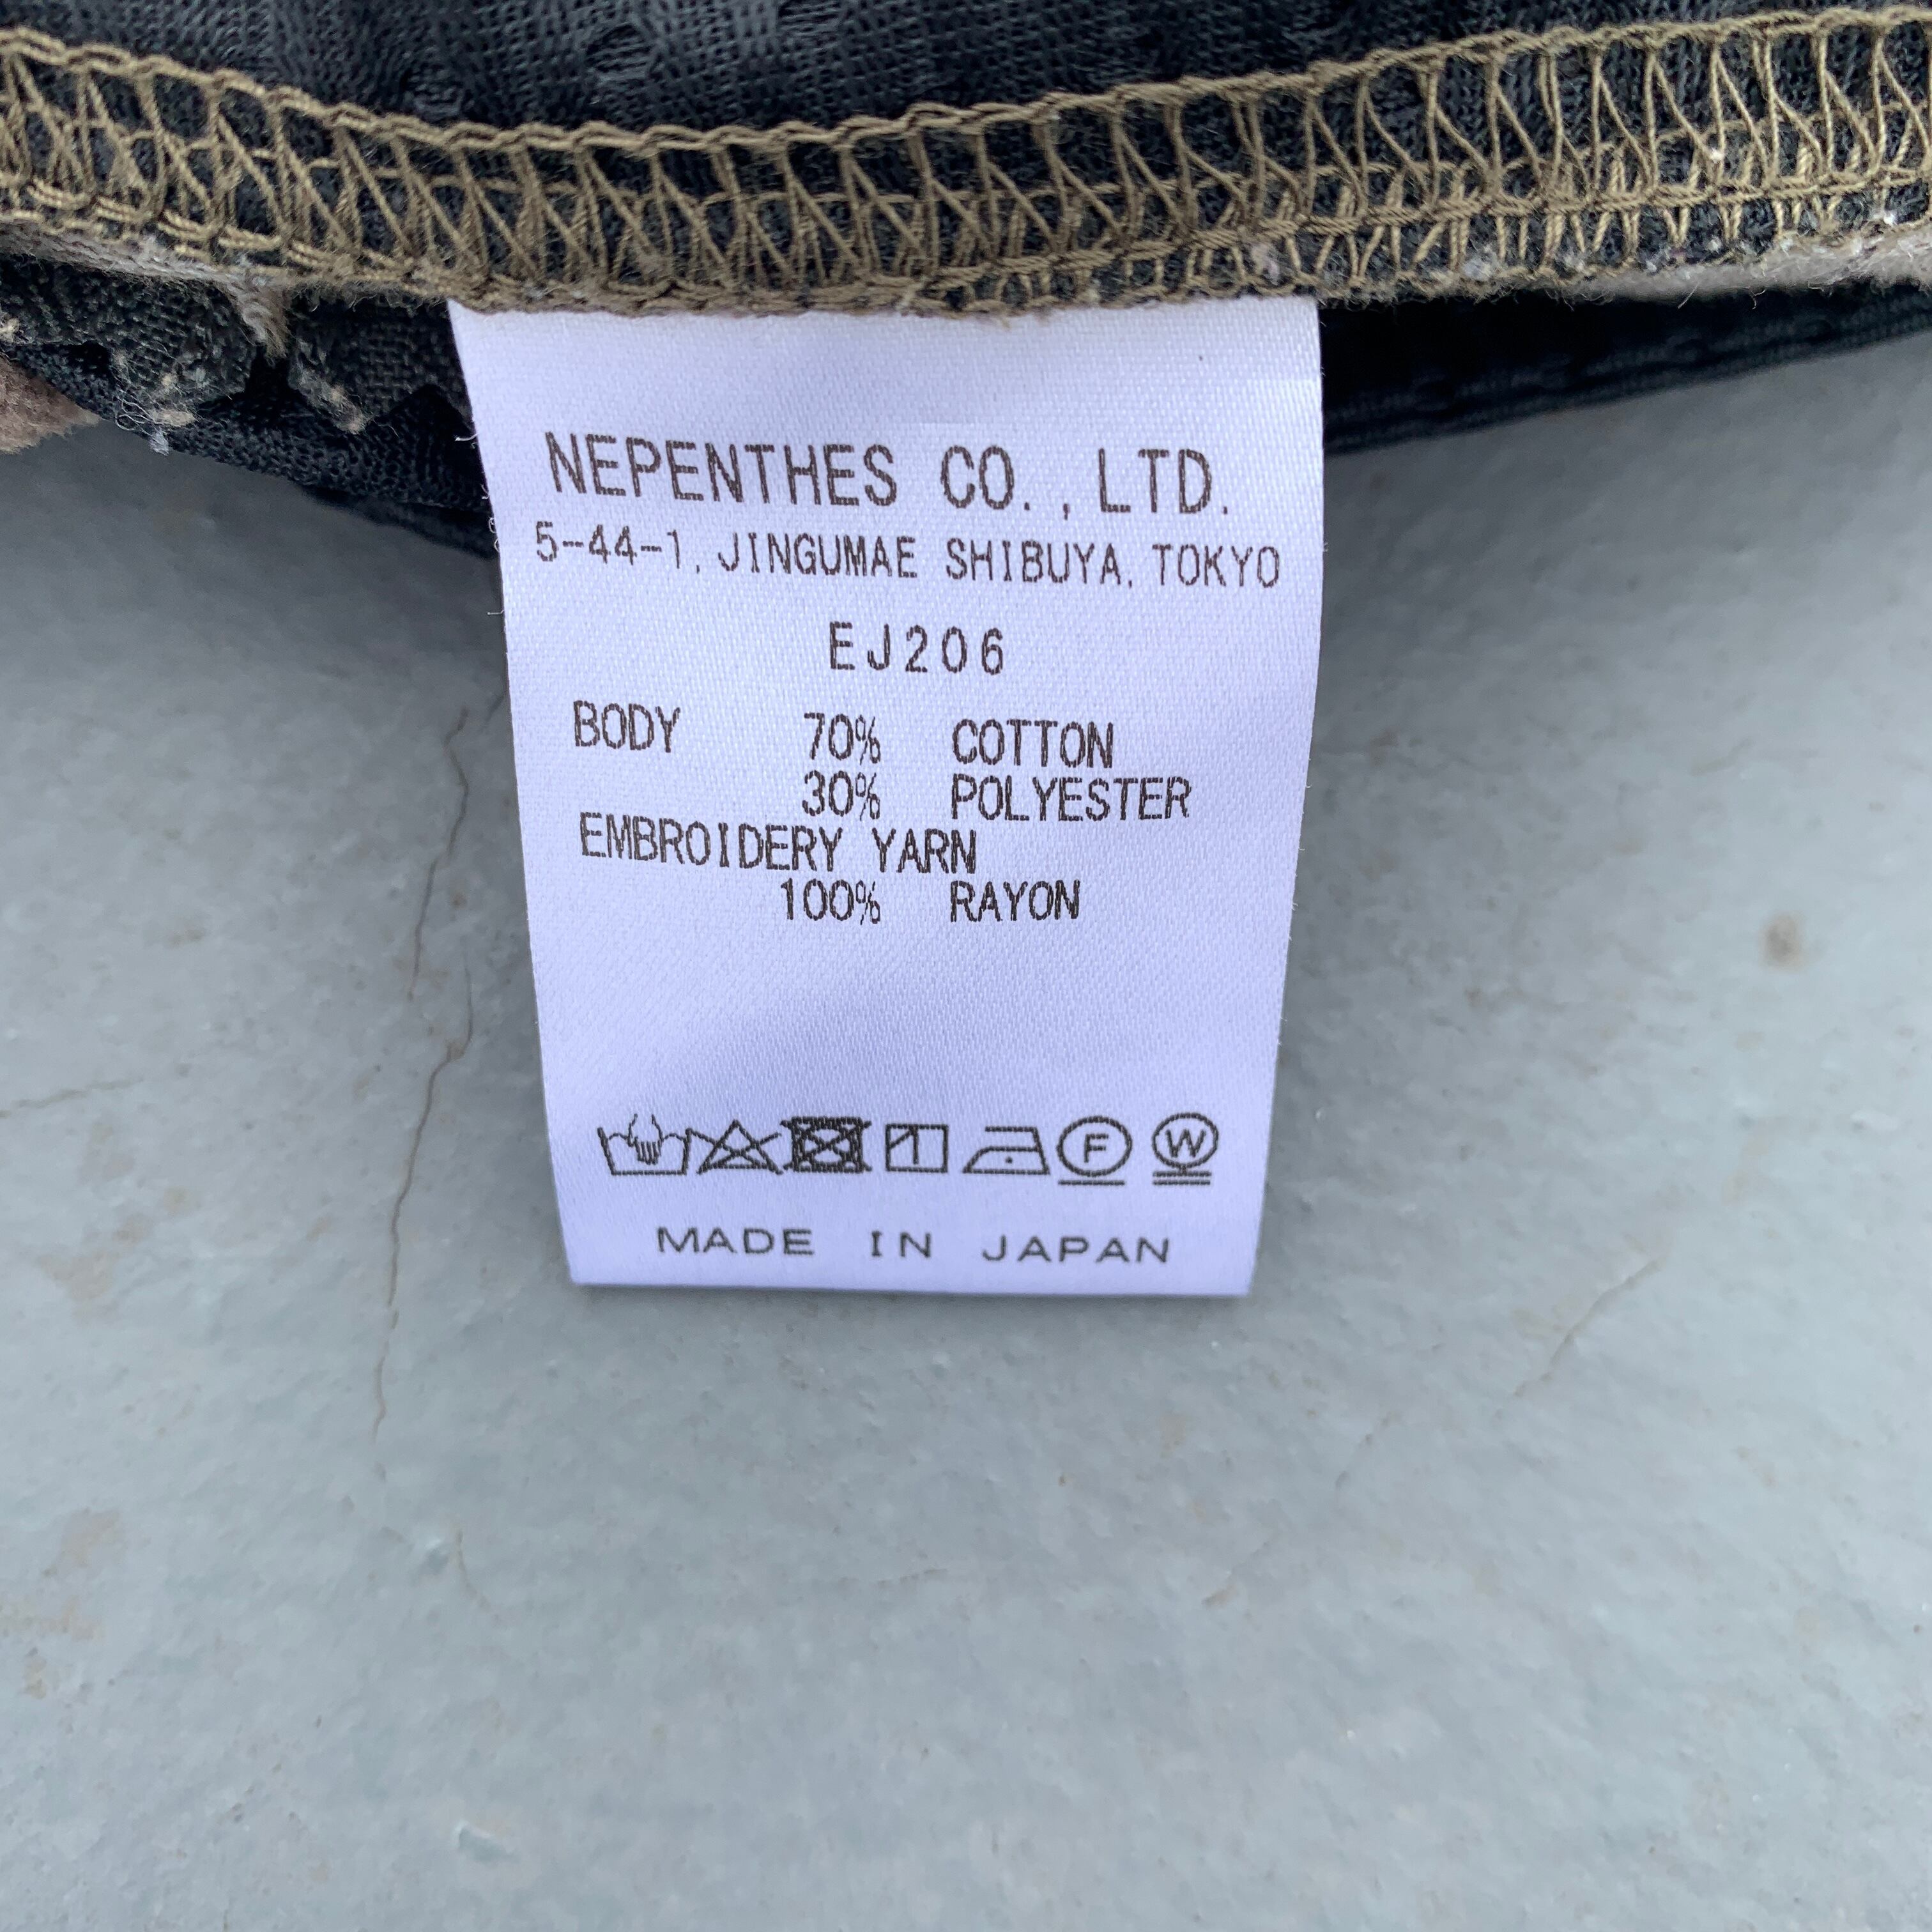 NEPENTHES CO., LTD.
5-44-1, JINGUMAE SHIBUYA, TOKYO
EJ206
BODY 70% COTTON
30% POLYESTER
EMBROIDERY YARN
100% RAYON
F W
MADE IN JAPAN